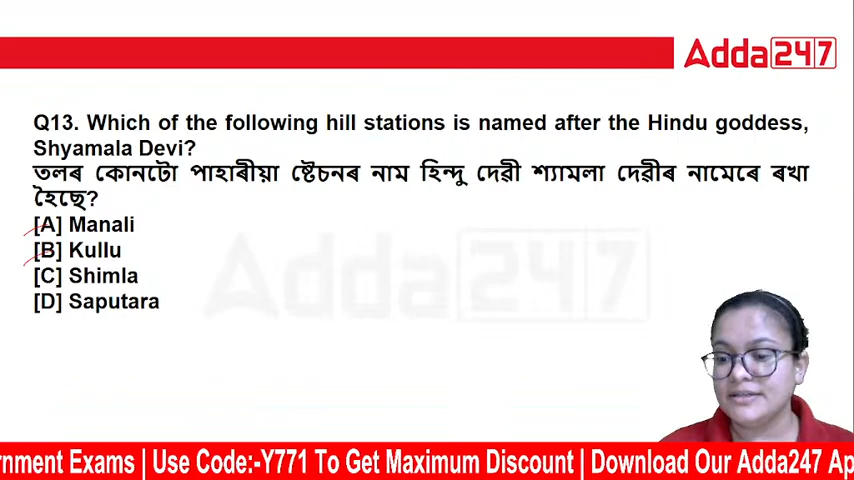 Adda247
Q13. Which of the following hill stations is named after the Hindu goddess,
Shyamala Devi?
তলৰ কোনটো পাহাৰীয়া ষ্টেচনৰ নাম হিন্দু দেৱী শ্যামলা দেৱীৰ নামেৰে ৰখা
হৈছে?
[A] Manali
[B] Kullu
[C] Shimla
[D] Saputara
Adda247
rnment Exams | Use Code:-Y771 To Get Maximum Discount | Download Our Adda247 Ap